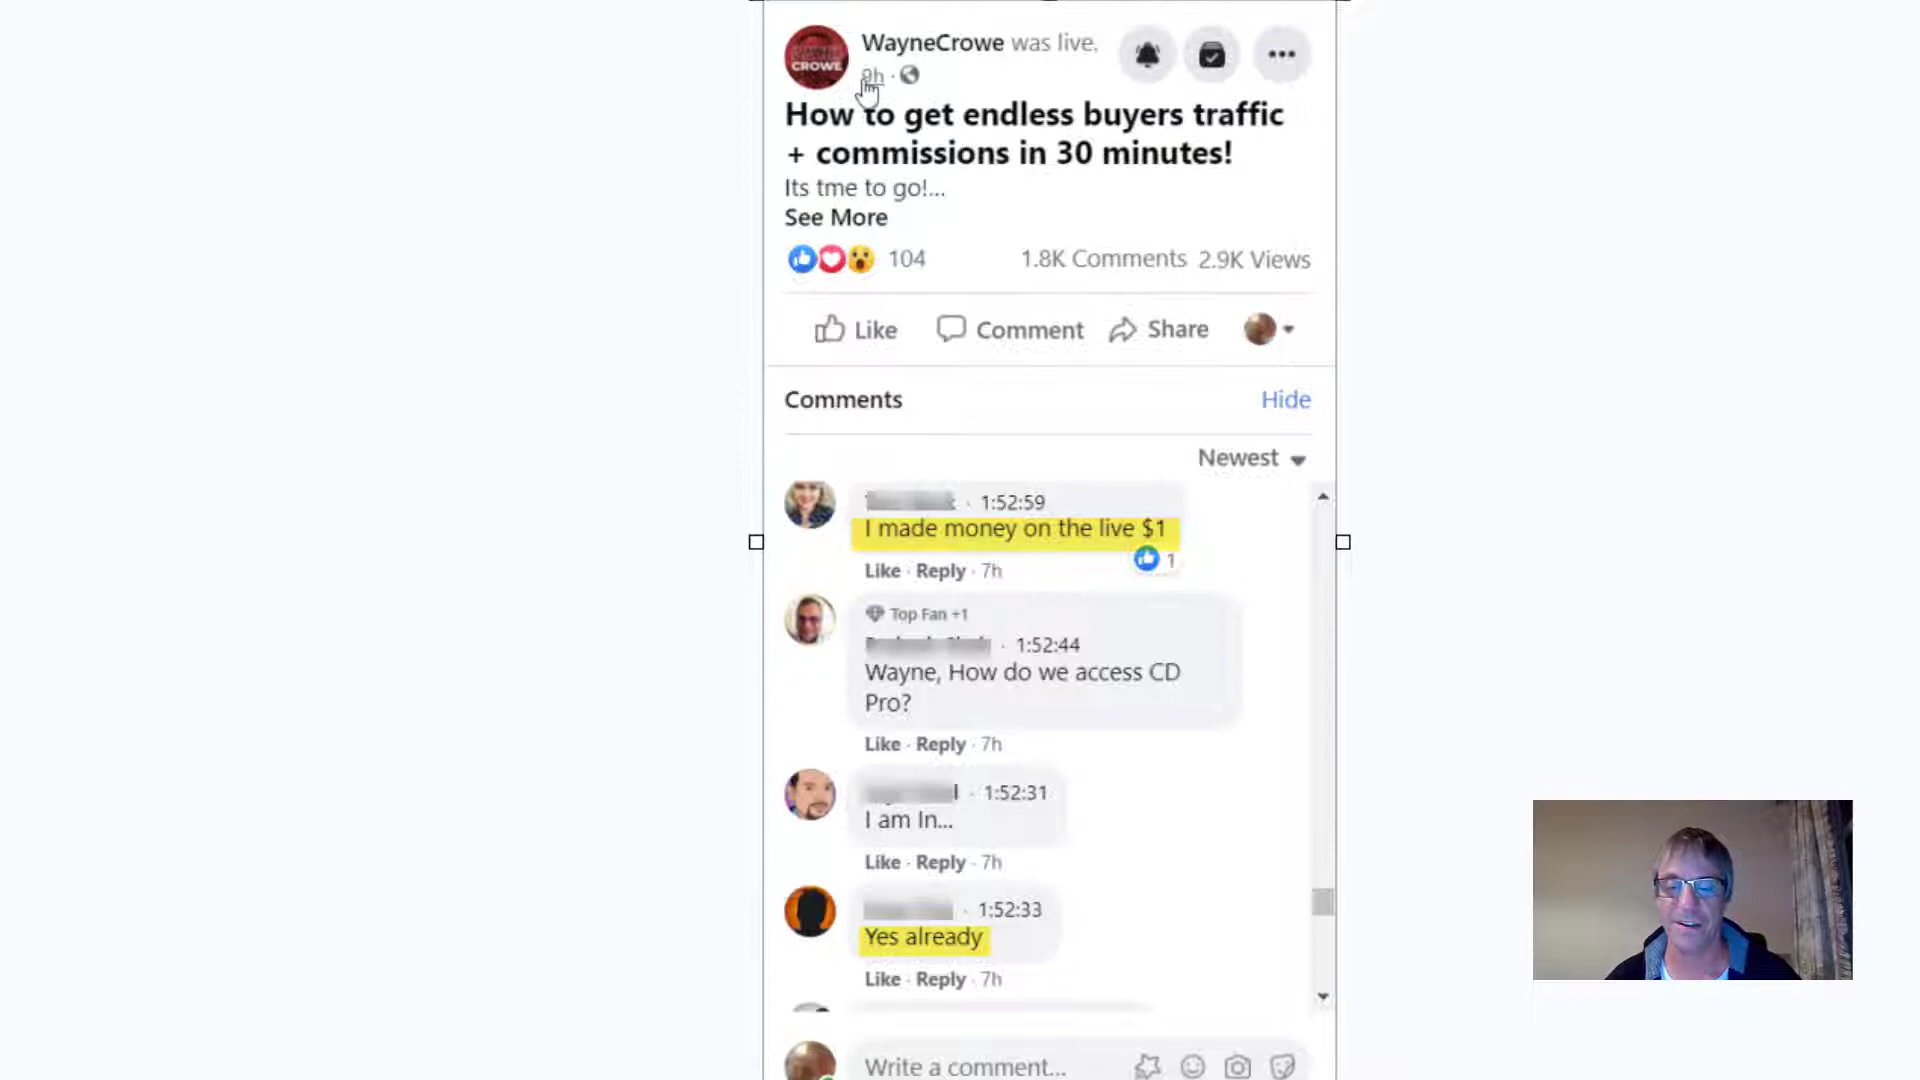 WayneCrowe was live.
CROWE
9h ·
How to get endless buyers traffic
+ commissions in 30 minutes!
Its tme to go!...
See More
104 1.8K Comments 2.9K Views
Like Comment Share
Comments Hide
Newest
· 1:52:59
I made money on the live $1
1
Like · Reply · 7h
Top Fan +1
· 1:52:44
Wayne, How do we access CD
Pro?
Like · Reply · 7h
· 1:52:31
I am In...
Like · Reply · 7h
· 1:52:33
Yes already
Like · Reply · 7h
Write a comment...